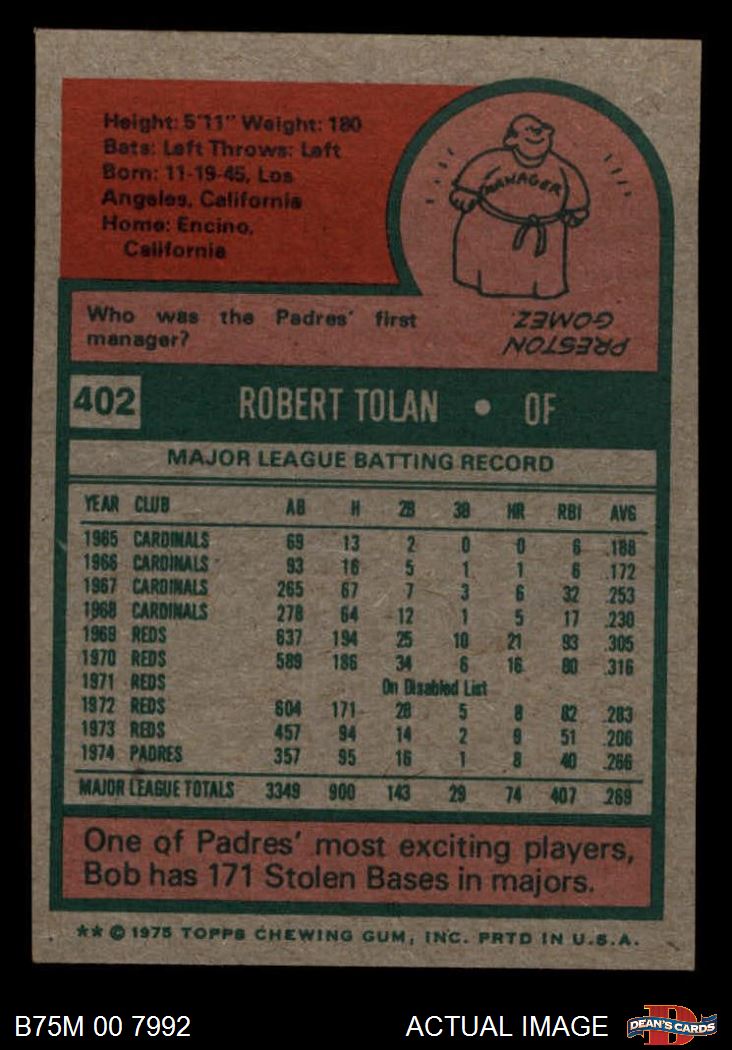 Height: 5'11" Weight: 180
Bats: Left Throws: Left
Born: 11-19-45, Los
Angeles, California
Home: Encino,
California
MANAGER
Who was the Padres' first
manager?
PRESTON
GOMEZ.
402 ROBERT TOLAN • OF
MAJOR LEAGUE BATTING RECORD
YEAR CLUB AB H 2B 3B HR RBI AVG
1965 CARDINALS 69 13 2 0 0 6 .188
1966 CARDINALS 93 16 5 1 1 6 .172
1967 CARDINALS 265 67 7 3 6 32 .253
1968 CARDINALS 278 64 12 1 5 17 .230
1969 REDS 637 194 25 10 21 93 .305
1970 REDS 589 186 34 6 16 80 .316
1971 REDS On Disabled List
1972 REDS 604 171 28 5 8 82 .283
1973 REDS 457 94 14 2 9 51 .206
1974 PADRES 357 95 16 1 8 40 .266
MAJOR LEAGUE TOTALS 3349 900 143 29 74 407 .269
One of Padres' most exciting players,
Bob has 171 Stolen Bases in majors.
** © 1975 TOPPS CHEWING GUM, INC. PRTD IN U.S.A.
B75M 00 7992 ACTUAL IMAGE D DEAN'S CARDS